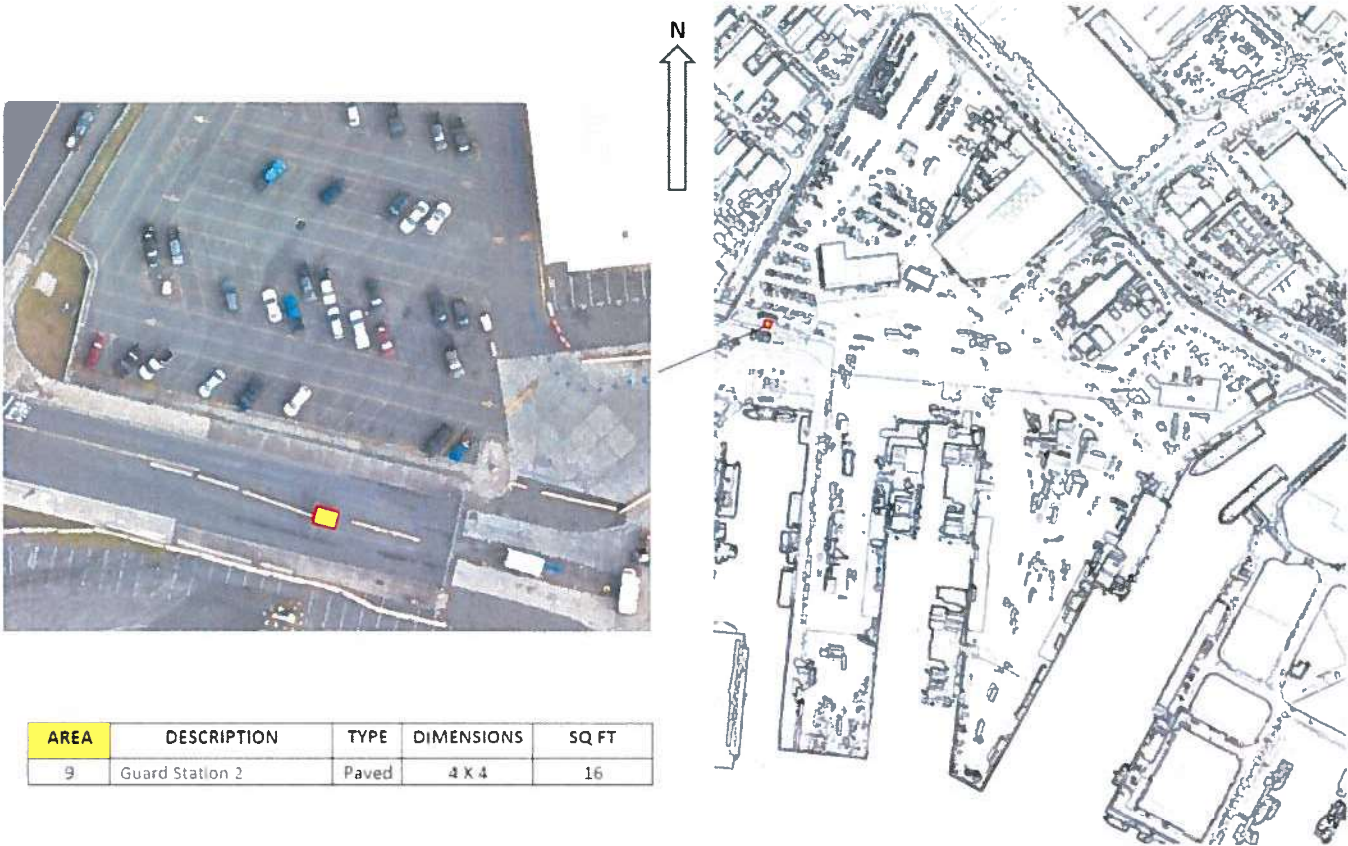 N
AREA DESCRIPTION TYPE DIMENSIONS SQ FT
9 Guard Station 2 Paved 4 X 4 16